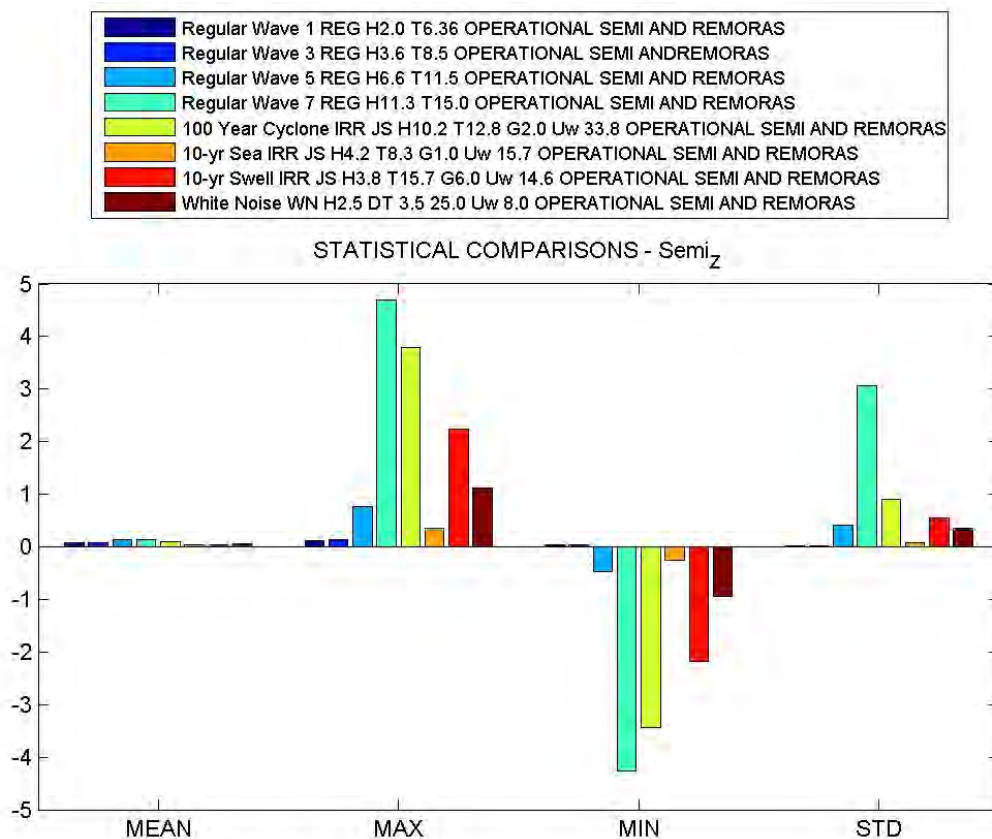 Regular Wave 1 REG H2.0 T6.36 OPERATIONAL SEMI AND REMORAS
Regular Wave 3 REG H3.6 T8.5 OPERATIONAL SEMI ANDREMORAS
Regular Wave 5 REG H6.6 T11.5 OPERATIONAL SEMI AND REMORAS
Regular Wave 7 REG H11.3 T15.0 OPERATIONAL SEMI AND REMORAS
100 Year Cyclone IRR JS H10.2 T12.8 G2.0 Uw 33.8 OPERATIONAL SEMI AND REMORAS
10-yr Sea IRR JS H4.2 T8.3 G1.0 Uw 15.7 OPERATIONAL SEMI AND REMORAS
10-yr Swell IRR JS H3.8 T15.7 G6.0 Uw 14.6 OPERATIONAL SEMI AND REMORAS
White Noise WN H2.5 DT 3.5 25.0 Uw 8.0 OPERATIONAL SEMI AND REMORAS
STATISTICAL COMPARISONS - Semi_z
5
4
3
2
1
0
-1
-2
-3
-4
-5
MEAN MAX MIN STD